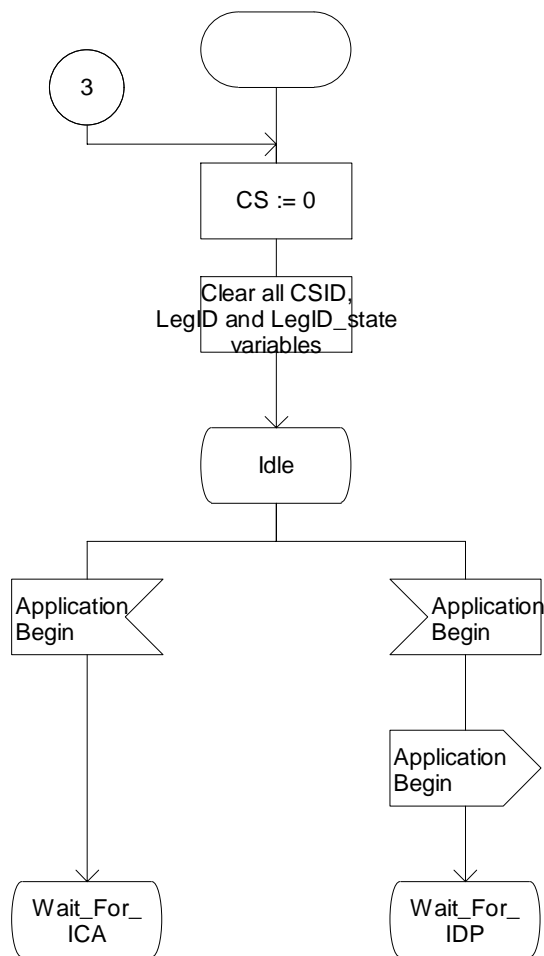 3
CS := 0
Clear all CSID,
LegID and LegID_state
variables
Idle
Application
Begin
Application
Begin
Application
Begin
Wait_For_
ICA
Wait_For_
IDP